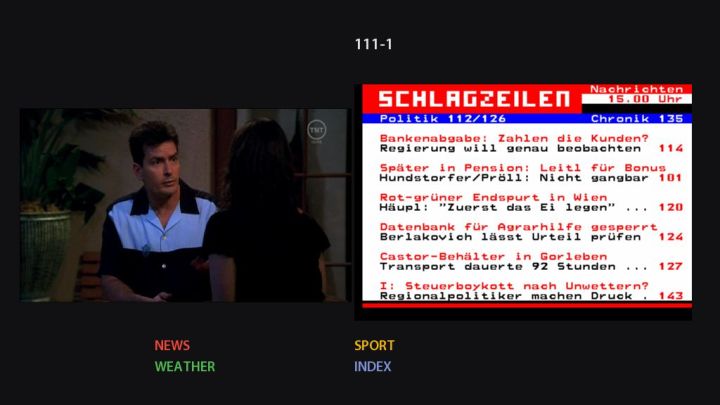 111-1
TNT
SCHLAGZEILEN
Nachrichten
15.00 Uhr
Politik 112/126 Chronik 135
Bankenabgabe: Zahlen die Kunden?
Regierung will genau beobachten 114
Später in Pension: Leitl für Bonus
Hundstorfer/Pröll: Nicht gangbar 101
Rot-grüner Endspurt in Wien
Häupl: "Zuerst das Ei legen" ... 120
Datenbank für Agrarhilfe gesperrt
Berlakovich lässt Urteil prüfen 124
Castor-Behälter in Gorleben
Transport dauerte 92 Stunden ... 127
I: Steuerboykott nach Unwettern?
Regionalpolitiker machen Druck . 143
NEWS SPORT
WEATHER INDEX